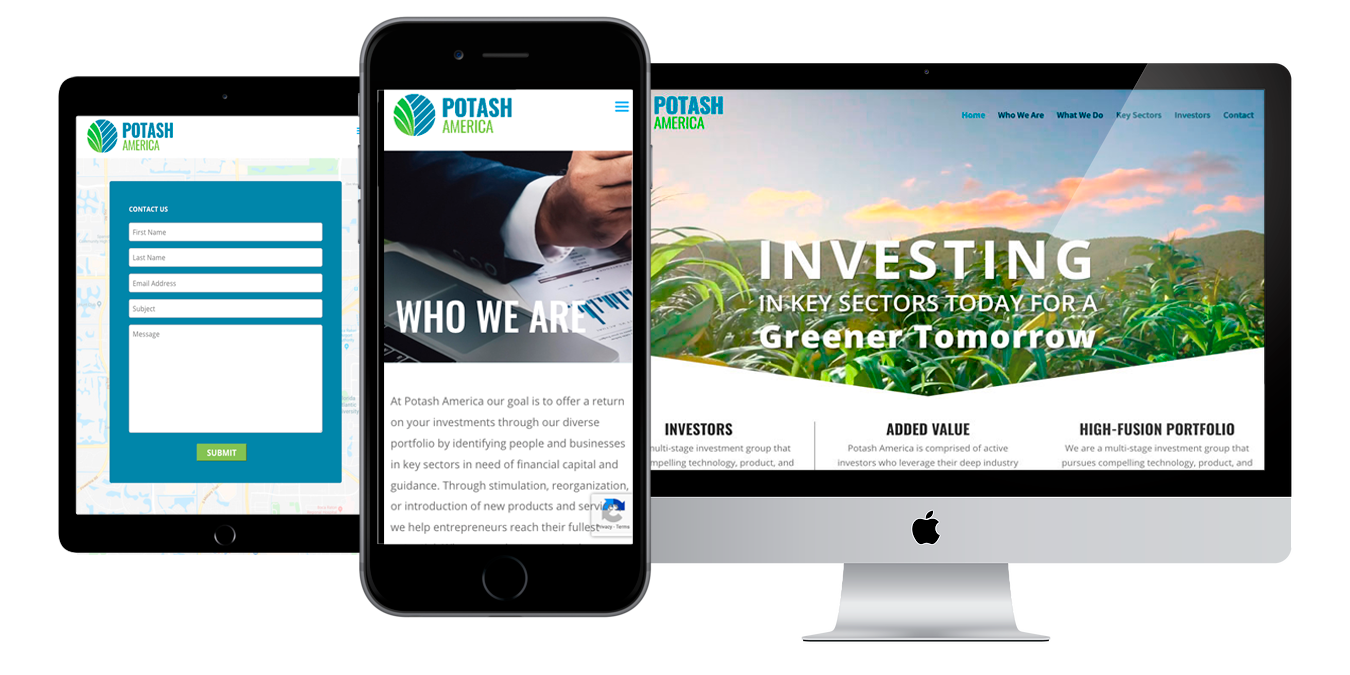 POTASH
AMERICA
CONTACT US
First Name
Last Name
Email Address
Subject
Message
SUBMIT
POTASH
AMERICA
WHO WE ARE
At Potash America our goal is to offer a return
on your investments through our diverse
portfolio by identifying people and businesses
in key sectors in need of financial capital and
guidance. Through stimulation, reorganization,
or introduction of new products and
we help entrepreneurs reach their fullest
Privacy - Terms
POTASH
AMERICA
Home Who We Are What We Do Key Sectors Investors Contact
INVESTING
IN KEY SECTORS TODAY FOR A
Greener Tomorrow
INVESTORS
multi-stage investment group that
technology, product, and
ADDED VALUE
Potash America is comprised of active
investors who leverage their deep industry
HIGH-FUSION PORTFOLIO
We are a multi-stage investment group that
pursues compelling technology, product, and